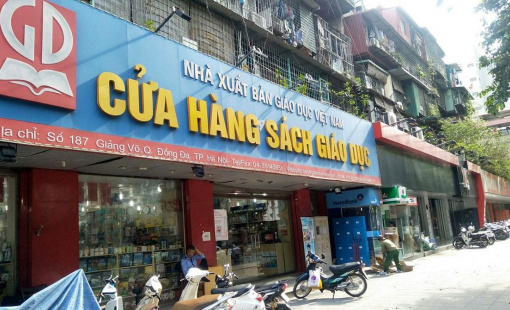 GD
NHÀ XUẤT BẢN GIÁO DỤC VIỆT NAM
CỬA HÀNG SÁCH GIÁO DỤC
ịa chỉ: Số 187 Giảng Võ.Q. Đống Đa, TP. Hà Nội